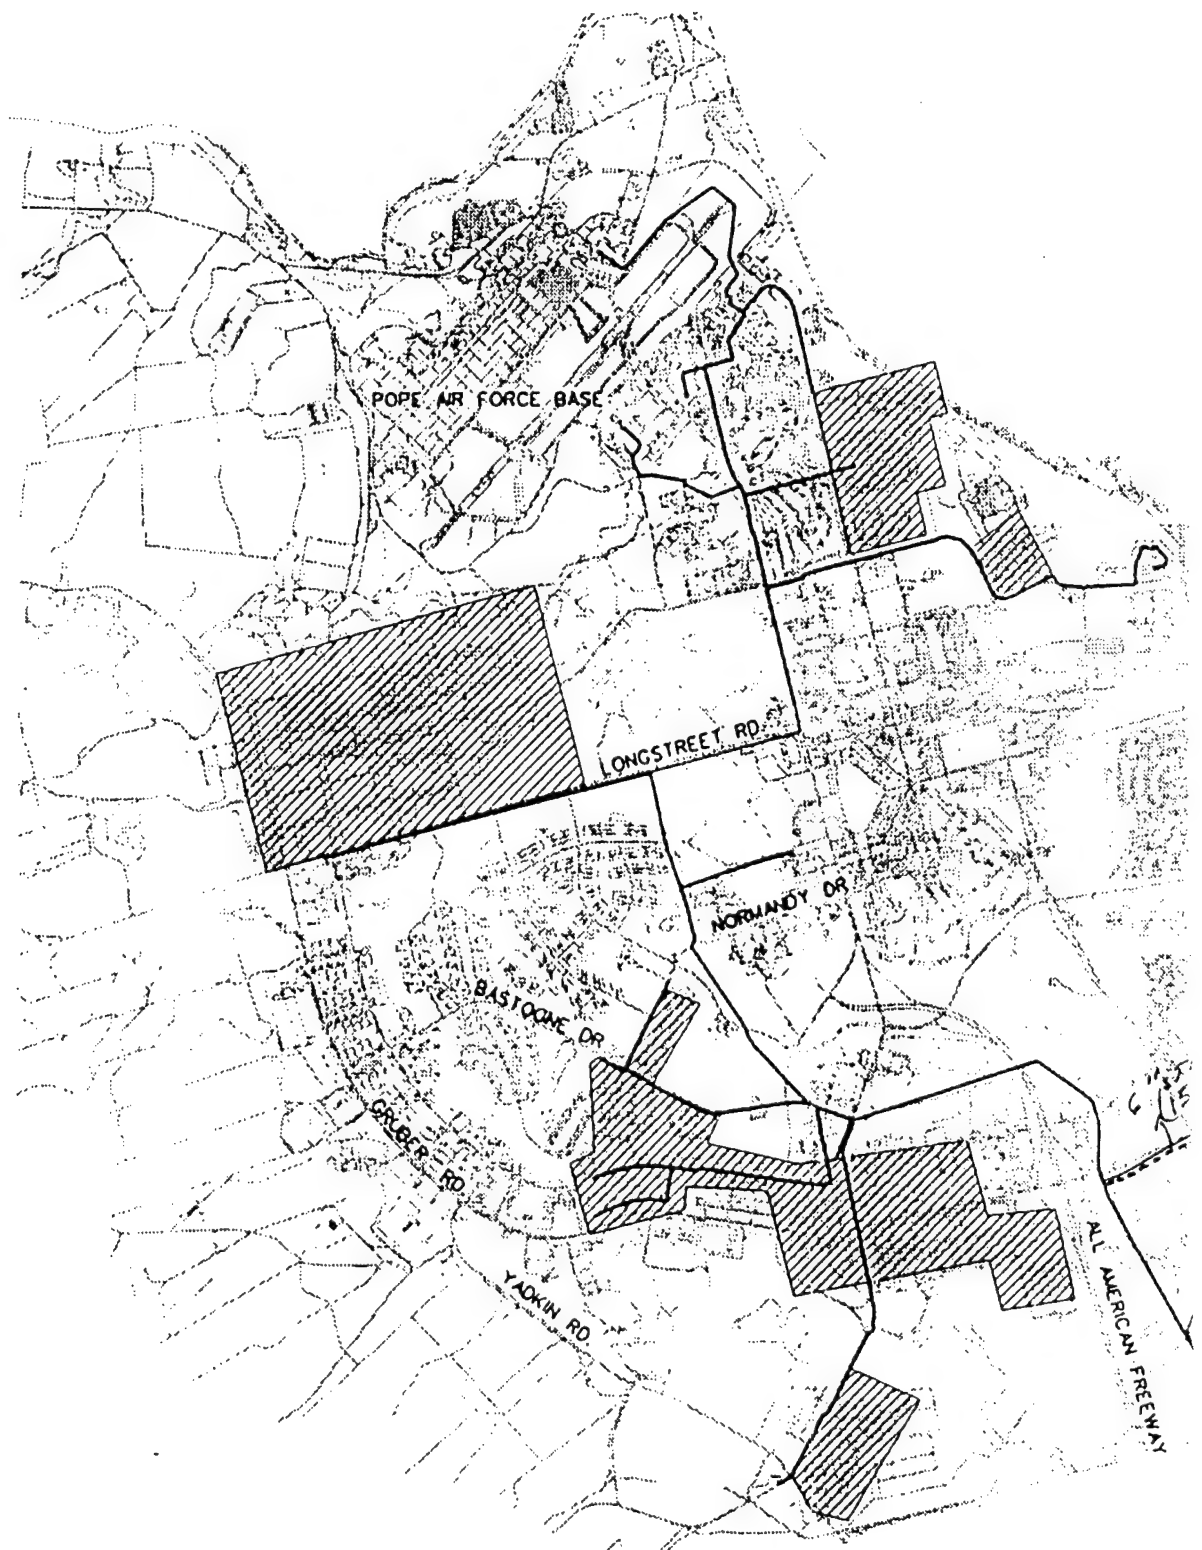 POPE AIR FORCE BASE
LONGSTREET RD.
NORMANDY DR
BASTOGNE DR
GRUBER RD
YADKIN RD.
ALL AMERICAN FREEWAY